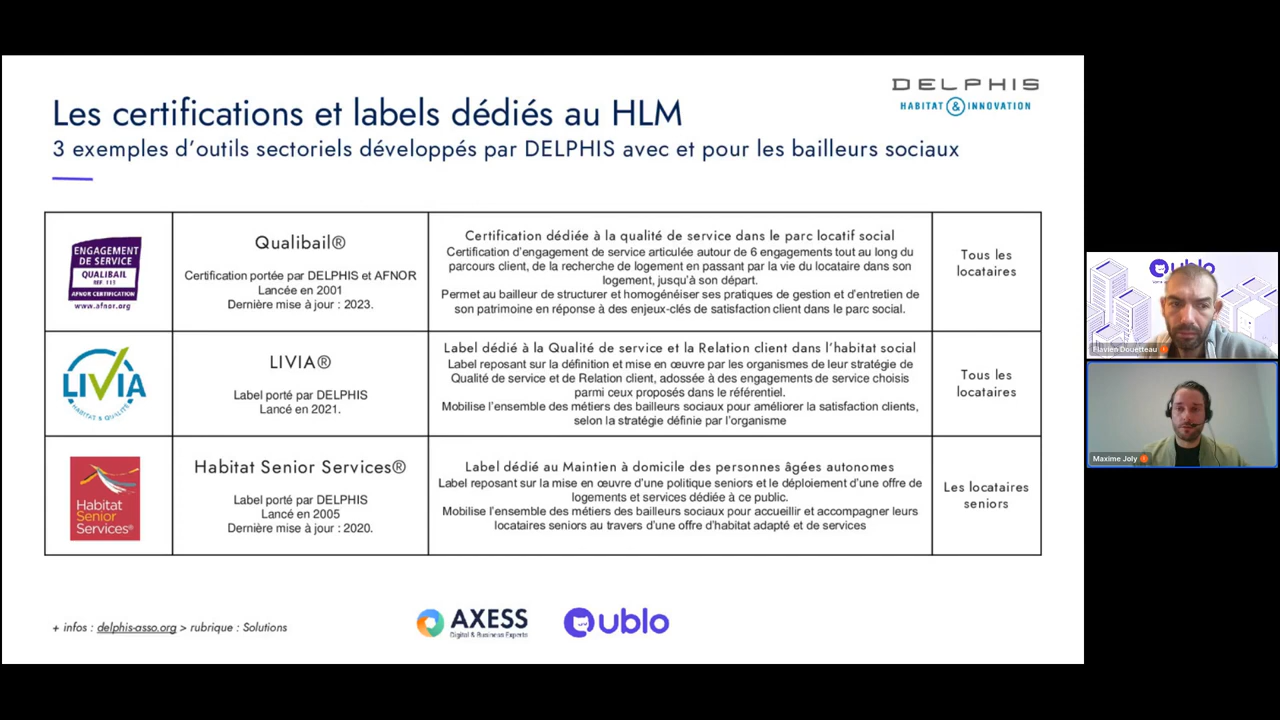 DELPHIS
HABITAT & INNOVATION
Les certifications et labels dédiés au HLM
3 exemples d'outils sectoriels développés par DELPHIS avec et pour les bailleurs sociaux
ENGAGEMENT
DE SERVICE
QUALIBAIL
REF. 113
AFNOR CERTIFICATION
www.afnor.org
Qualibail®
Certification portée par DELPHIS et AFNOR
Lancée en 2001
Dernière mise à jour : 2023.
Certification dédiée à la qualité de service dans le parc locatif social
Certification d'engagement de service articulée autour de 6 engagements tout au long du
parcours client, de la recherche de logement en passant par la vie du locataire dans son
logement, jusqu'à son départ.
Permet au bailleur de structurer et homogénéiser ses pratiques de gestion et d'entretien de
son patrimoine en réponse à des enjeux-clés de satisfaction client dans le parc social.
Tous les
locataires
LIVIA
HABITAT & QUALITÉ
LIVIA®
Label porté par DELPHIS
Lancé en 2021.
Label dédié à la Qualité de service et la Relation client dans l'habitat social
Label reposant sur la définition et mise en œuvre par les organismes de leur stratégie de
Qualité de service et de Relation client, adossée à des engagements de service choisis
parmi ceux proposés dans le référentiel.
Mobilise l'ensemble des métiers des bailleurs sociaux pour améliorer la satisfaction clients,
selon la stratégie définie par l'organisme
Tous les
locataires
Habitat
Senior
Services®
Habitat Senior Services®
Label porté par DELPHIS
Lancé en 2005
Dernière mise à jour : 2020.
Label dédié au Maintien à domicile des personnes âgées autonomes
Label reposant sur la mise en œuvre d'une politique seniors et le déploiement d'une offre de
logements et services dédiée à ce public.
Mobilise l'ensemble des métiers des bailleurs sociaux pour accueillir et accompagner leurs
locataires seniors au travers d'une offre d'habitat adapté et de services
Les locataires
seniors
+ infos : delphis-asso.org > rubrique : Solutions
AXESS
Digital & Business Experts
ublo
ublo
Flavien Douetteau
Maxime Joly